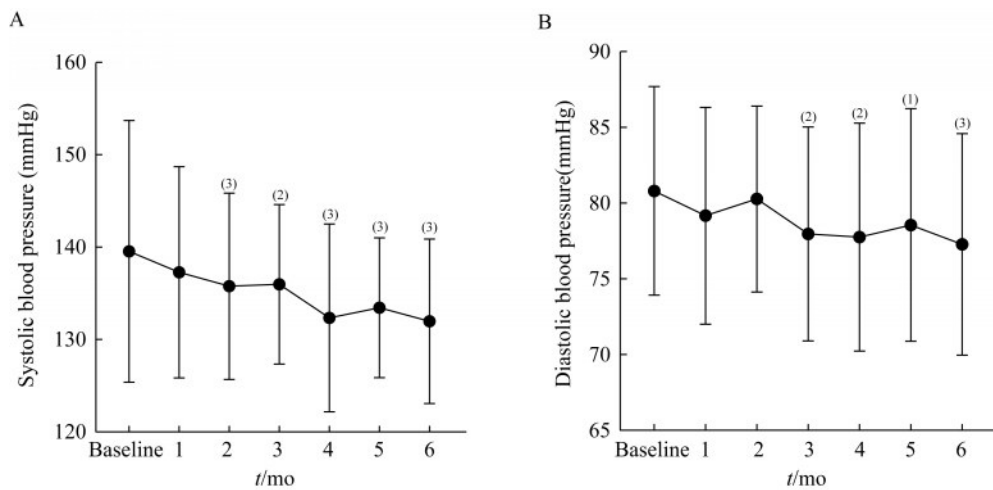 A
Systolic blood pressure (mmHg)
160
150
140
130
120
(3)
(2)
(3)
(3)
(3)
Baseline 1 2 3 4 5 6
t/mo
B
Diastolic blood pressure(mmHg)
90
85
80
75
70
65
(2)
(2)
(1)
(3)
Baseline 1 2 3 4 5 6
t/mo